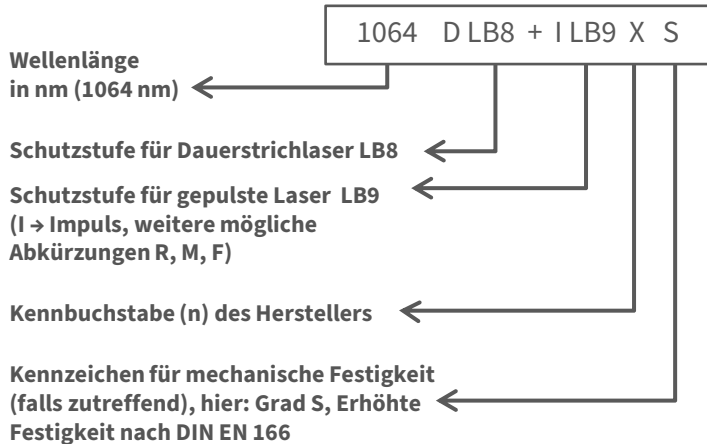 1064 D LB8 + I LB9 X S
Wellenlänge
in nm (1064 nm)
Schutzstufe für Dauerstrichlaser LB8
Schutzstufe für gepulste Laser LB9
(I → Impuls, weitere mögliche
Abkürzungen R, M, F)
Kennbuchstabe (n) des Herstellers
Kennzeichen für mechanische Festigkeit
(falls zutreffend), hier: Grad S, Erhöhte
Festigkeit nach DIN EN 166